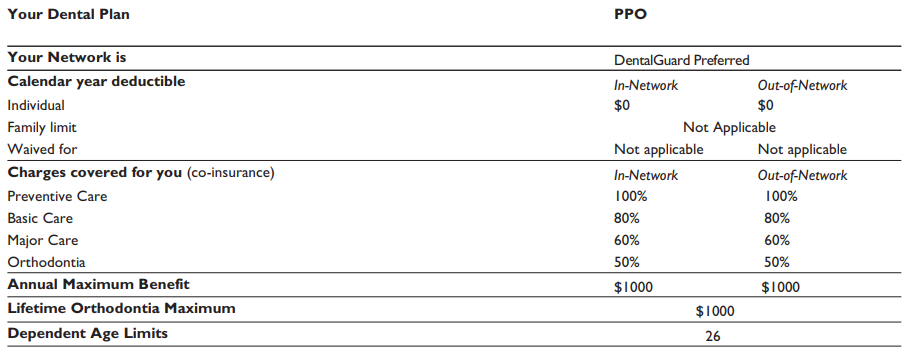 Your Dental Plan PPO
Your Network is DentalGuard Preferred
Calendar year deductible In-Network Out-of-Network
Individual $0 $0
Family limit Not Applicable
Waived for Not applicable Not applicable
Charges covered for you (co-insurance) In-Network Out-of-Network
Preventive Care 100% 100%
Basic Care 80% 80%
Major Care 60% 60%
Orthodontia 50% 50%
Annual Maximum Benefit $1000 $1000
Lifetime Orthodontia Maximum $1000
Dependent Age Limits 26